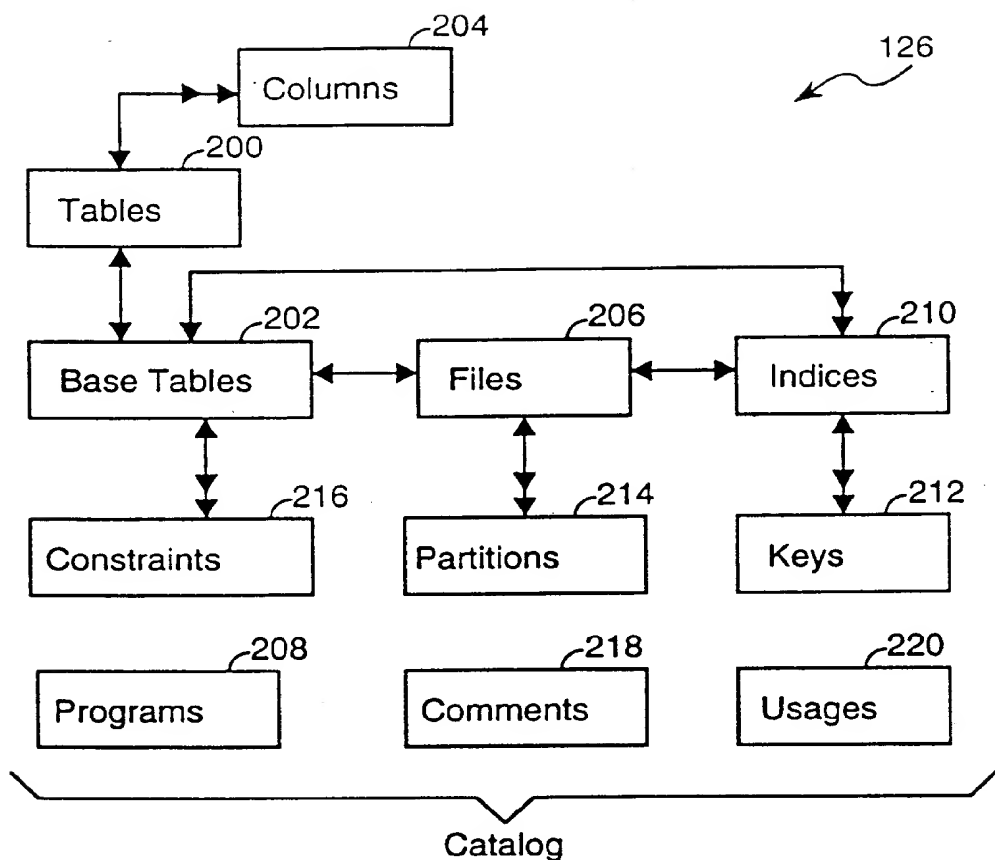 204
126
Columns
200
Tables
202
206
210
Base Tables
Files
Indices
216
214
212
Constraints
Partitions
Keys
208
218
220
Programs
Comments
Usages
Catalog